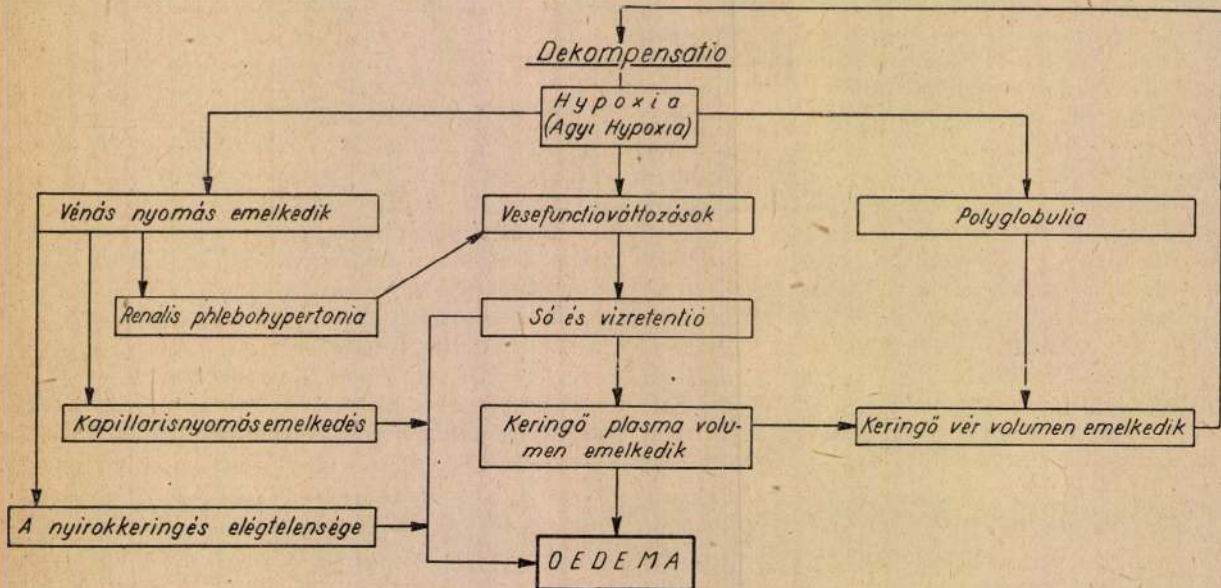 Dekompensatio
Hypoxia
(Agyi Hypoxia)
Vénás nyomás emelkedik
Vesefunctiováltozások
Polyglobulia
Renalis phlebohypertonia
Só és vizretentió
Kapillarisnyomásemelkedés
Keringő plasma volu-
men emelkedik
Keringő vér volumen emelkedik
A nyirokkeringés elégtelensége
OEDEMA